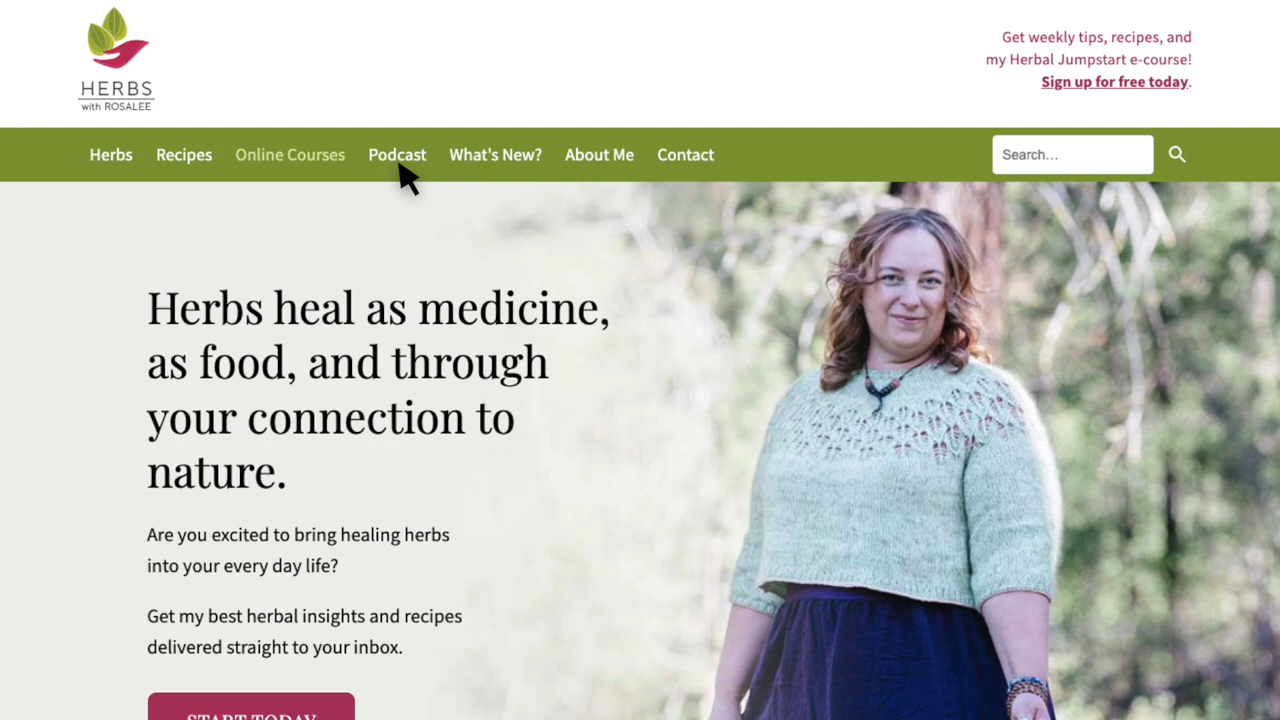 HERBS
with ROSALEE
Get weekly tips, recipes, and
my Herbal Jumpstart e-course!
Sign up for free today.
Herbs Recipes Online Courses Podcast What's New? About Me Contact
Search...
Herbs heal as medicine,
as food, and through
your connection to
nature.
Are you excited to bring healing herbs
into your every day life?
Get my best herbal insights and recipes
delivered straight to your inbox.
START TODAY